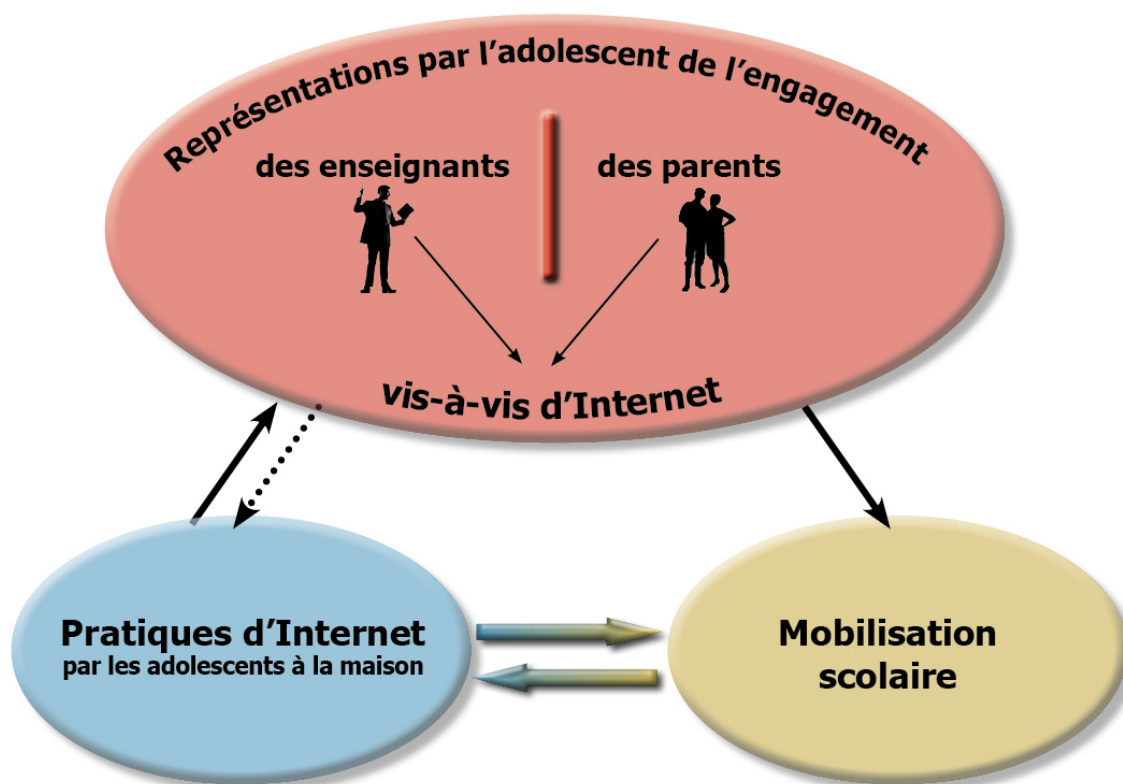 Représentations par l’adolescent de l’engagement
des enseignants
des parents
vis-à-vis d’Internet
Pratiques d’Internet
par les adolescents à la maison
Mobilisation
scolaire